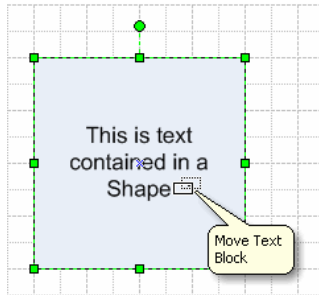 This is text
contained in a
Shape
Move Text
Block